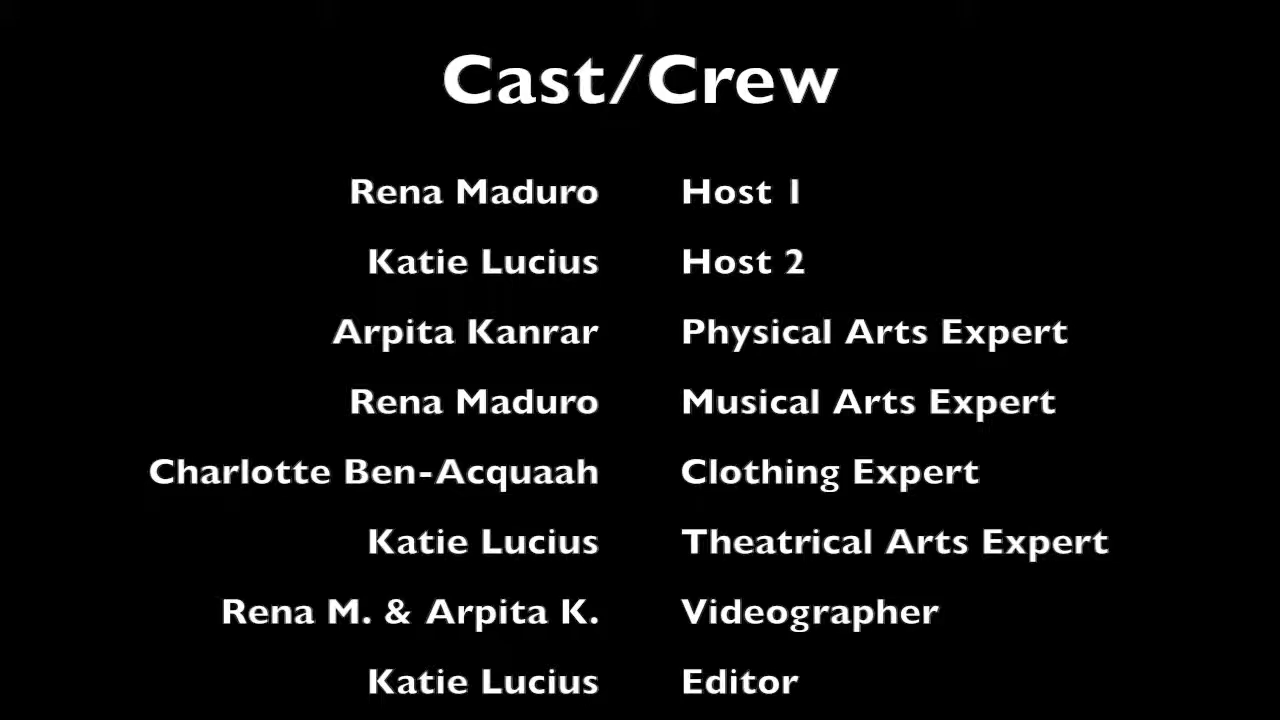 Cast/Crew
Rena Maduro Host 1
Katie Lucius Host 2
Arpita Kanrar Physical Arts Expert
Rena Maduro Musical Arts Expert
Charlotte Ben-Acquaah Clothing Expert
Katie Lucius Theatrical Arts Expert
Rena M. & Arpita K. Videographer
Katie Lucius Editor